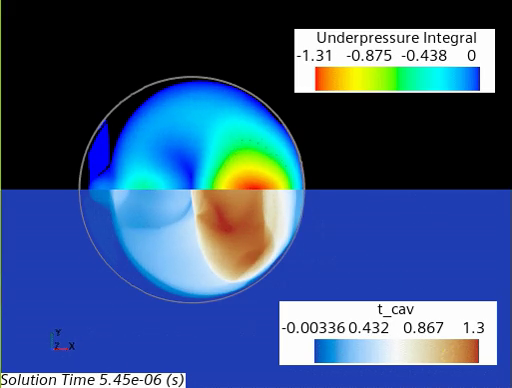 Underpressure Integral
-1.31 -0.875 -0.438 0
t_cav
-0.00336 0.432 0.867 1.3
Y
Z X
Solution Time 5.45e-06 (s)